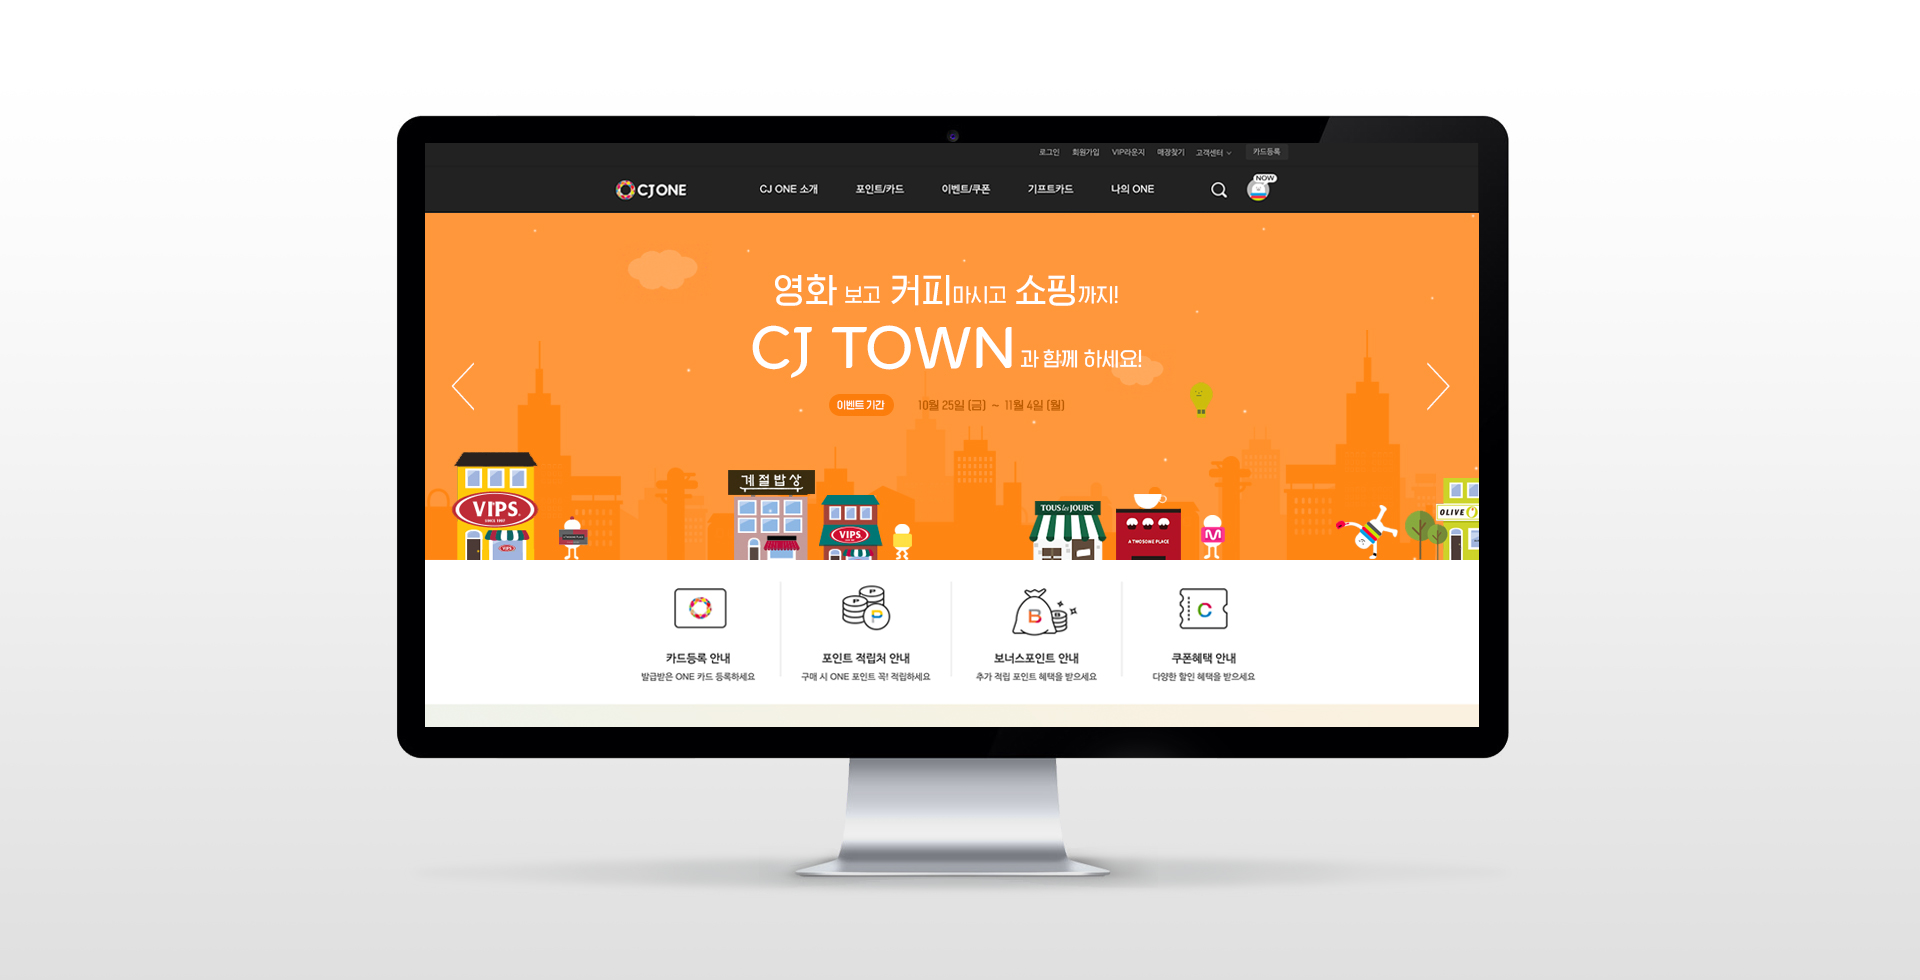 로그인 회원가입 VIP라운지 매장찾기 고객센터 카드등록
CJ ONE CJ ONE 소개 포인트/카드 이벤트/쿠폰 기프트카드 나의 ONE NOW
영화 보고 커피마시고 쇼핑까지!
CJ TOWN과 함께 하세요!
이벤트 기간 10월 25일 (금) ~ 11월 4일 (월)
계절밥상
VIPS
SINCE 1997
VIPS
VIPS
TOUS les JOURS
A TWOSOME PLACE
M
OLIVE
P
B
C
카드등록 안내 포인트 적립처 안내 보너스포인트 안내 쿠폰혜택 안내
발급받은 ONE 카드 등록하세요 구매 시 ONE 포인트 꼭! 적립하세요 추가 적립 포인트 혜택을 받으세요 다양한 할인 혜택을 받으세요